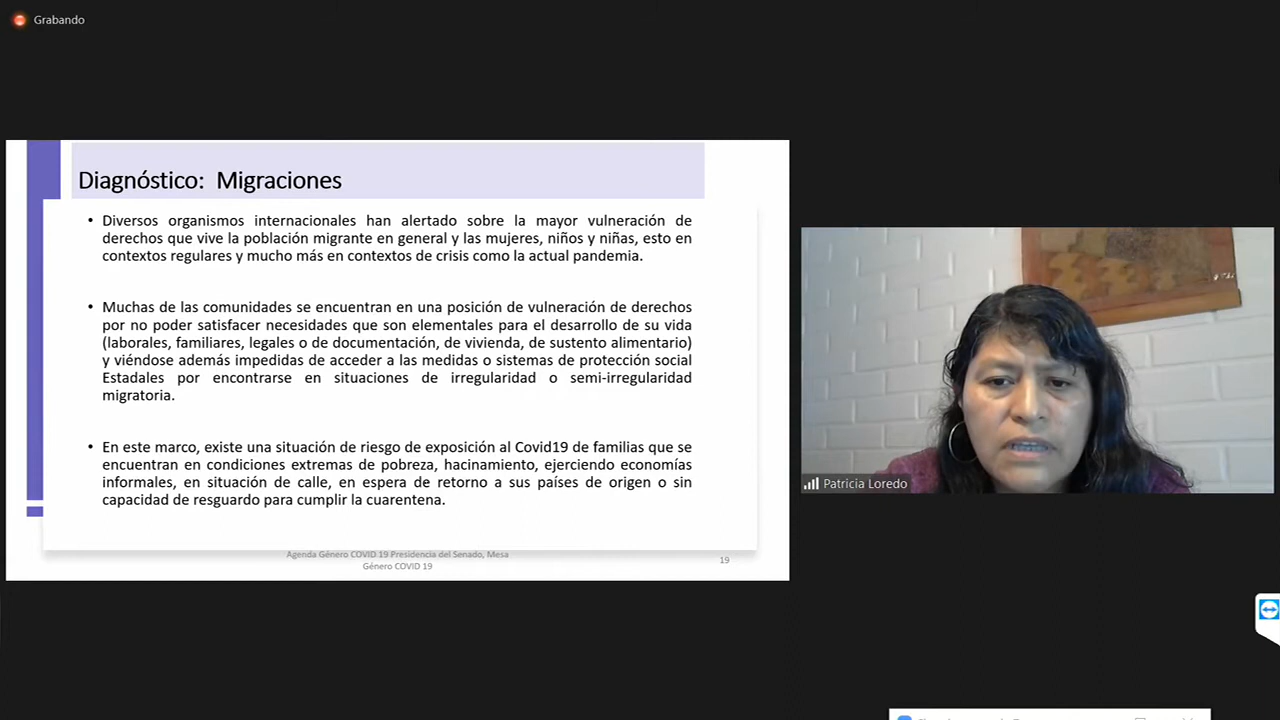 Grabando
Diagnóstico: Migraciones
• Diversos organismos internacionales han alertado sobre la mayor vulneración de
derechos que vive la población migrante en general y las mujeres, niños y niñas, esto en
contextos regulares y mucho más en contextos de crisis como la actual pandemia.
• Muchas de las comunidades se encuentran en una posición de vulneración de derechos
por no poder satisfacer necesidades que son elementales para el desarrollo de su vida
(laborales, familiares, legales o de documentación, de vivienda, de sustento alimentario)
y viéndose además impedidas de acceder a las medidas o sistemas de protección social
Estadales por encontrarse en situaciones de irregularidad o semi-irregularidad
migratoria.
• En este marco, existe una situación de riesgo de exposición al Covid19 de familias que se
encuentran en condiciones extremas de pobreza, hacinamiento, ejerciendo economías
informales, en situación de calle, en espera de retorno a sus países de origen o sin
capacidad de resguardo para cumplir la cuarentena.
Agenda Género COVID 19 Presidencia del Senado, Mesa
Género COVID 19
19
Patricia Loredo